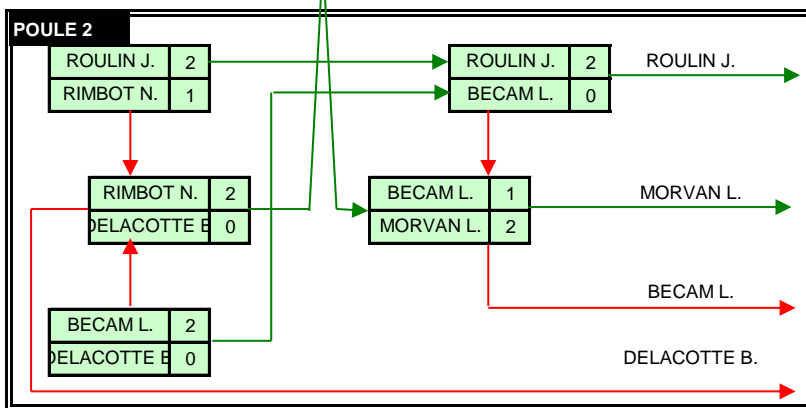 POULE 2
ROULIN J. 2 ROULIN J. 2 ROULIN J.
RIMBOT N. 1 BECAM L. 0
RIMBOT N. 2 BECAM L. 1 MORVAN L.
DELACOTTE B 0 MORVAN L. 2
BECAM L.
BECAM L. 2
DELACOTTE B 0 DELACOTTE B.